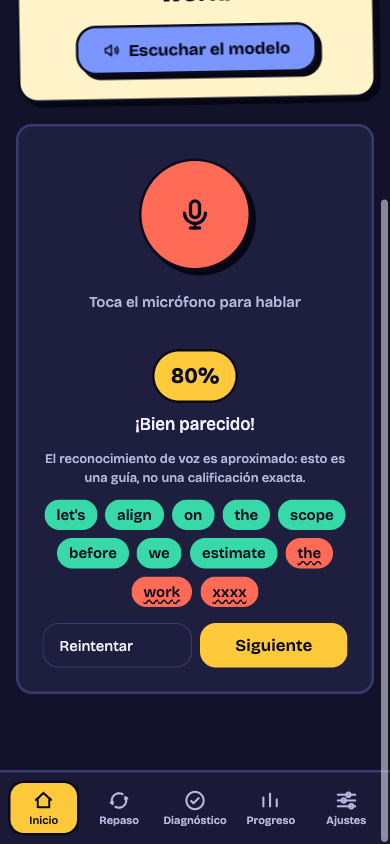 Escuchar el modelo
Toca el micrófono para hablar
80%
¡Bien parecido!
El reconocimiento de voz es aproximado: esto es
una guía, no una calificación exacta.
let's align on the scope
before we estimate the
work xxxx
Reintentar Siguiente
Inicio Repaso Diagnóstico Progreso Ajustes